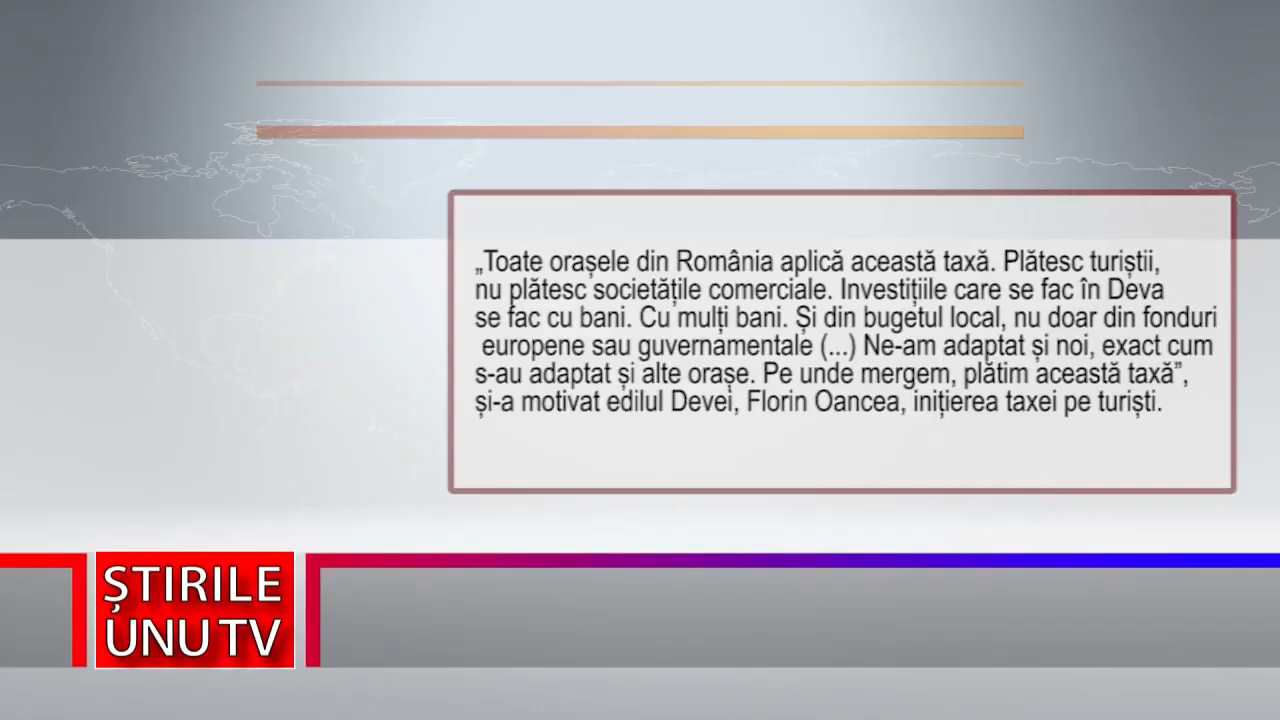 „Toate orașele din România aplică această taxă. Plătesc turiștii,
nu plătesc societățile comerciale. Investițiile care se fac în Deva
se fac cu bani. Cu mulți bani. Și din bugetul local, nu doar din fonduri
europene sau guvernamentale (...) Ne-am adaptat și noi, exact cum
s-au adaptat și alte orașe. Pe unde mergem, plătim această taxă”,
și-a motivat edilul Devei, Florin Oancea, inițierea taxei pe turiști.
ȘTIRILE
UNU TV